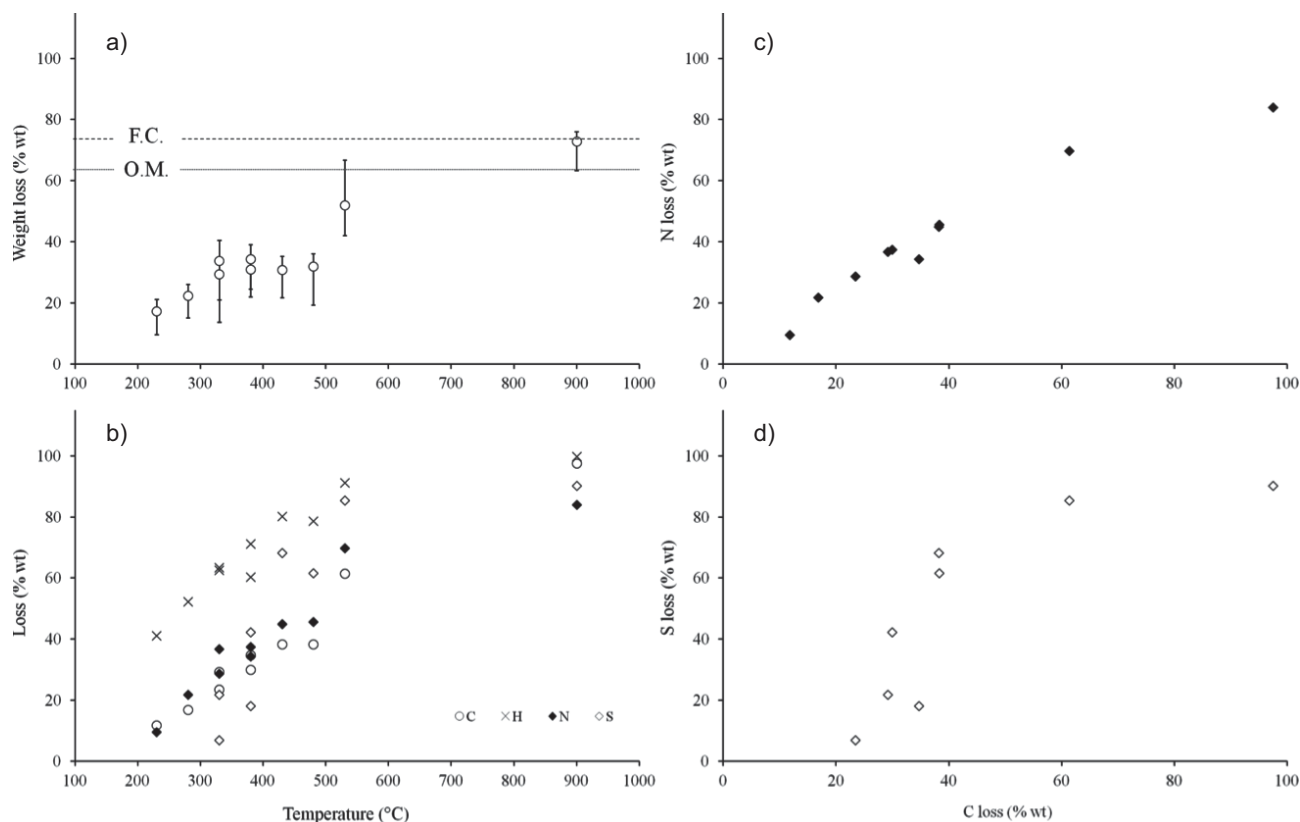 a)
100
80
60
40
20
0
F.C.
O.M.
Weight loss (% wt)
100 200 300 400 500 600 700 800 900 1000
c)
100
80
60
40
20
0
N loss (% wt)
0 20 40 60 80 100
b)
100
80
60
40
20
0
Loss (% wt)
C H N S
100 200 300 400 500 600 700 800 900 1000
Temperature (°C)
d)
100
80
60
40
20
0
S loss (% wt)
0 20 40 60 80 100
C loss (% wt)